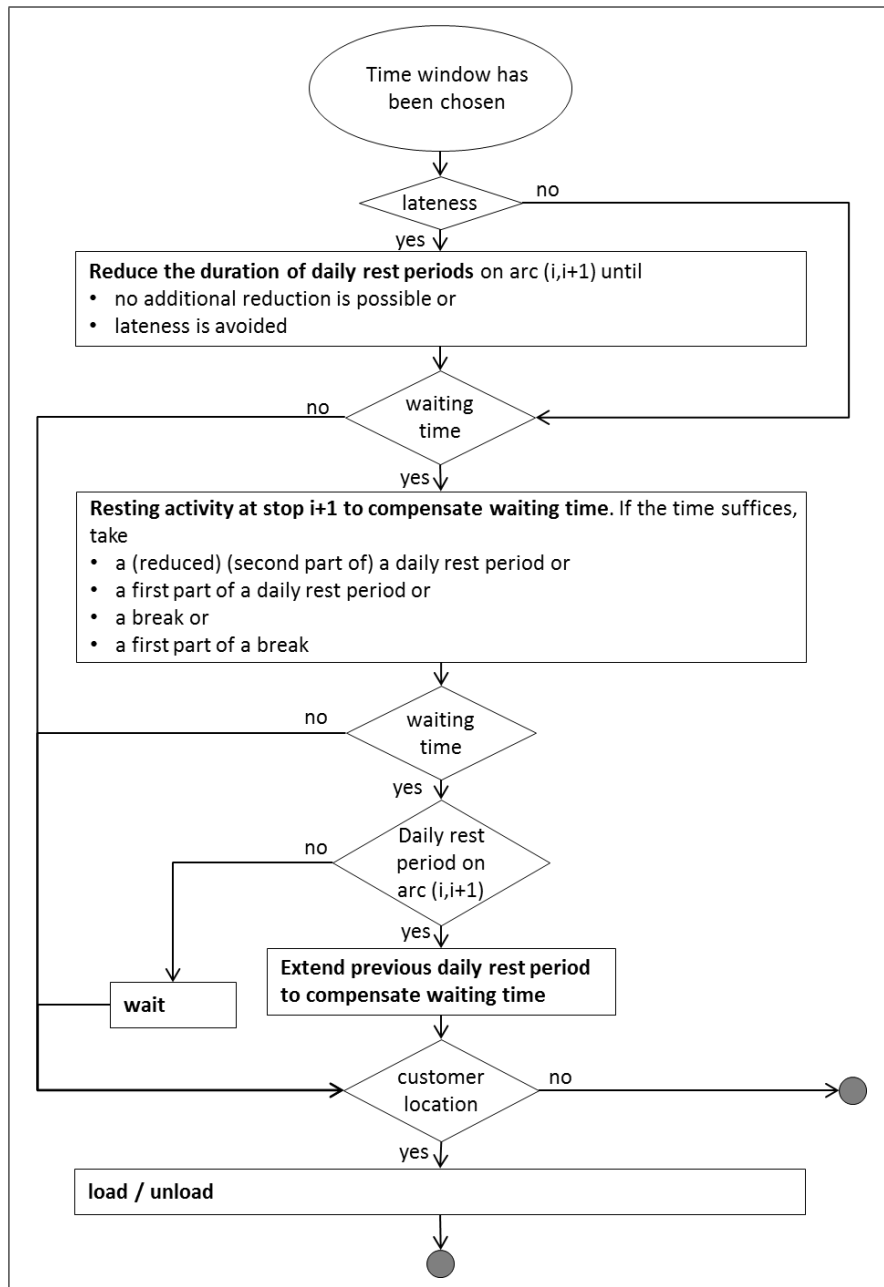 Time window has
been chosen
lateness
no
yes
Reduce the duration of daily rest periods on arc (i,i+1) until
• no additional reduction is possible or
• lateness is avoided
no
waiting
time
yes
Resting activity at stop i+1 to compensate waiting time. If the time suffices,
take
• a (reduced) (second part of) a daily rest period or
• a first part of a daily rest period or
• a break or
• a first part of a break
no
waiting
time
yes
no
Daily rest
period on
arc (i,i+1)
yes
Extend previous daily rest period
to compensate waiting time
wait
customer
location
no
yes
load / unload